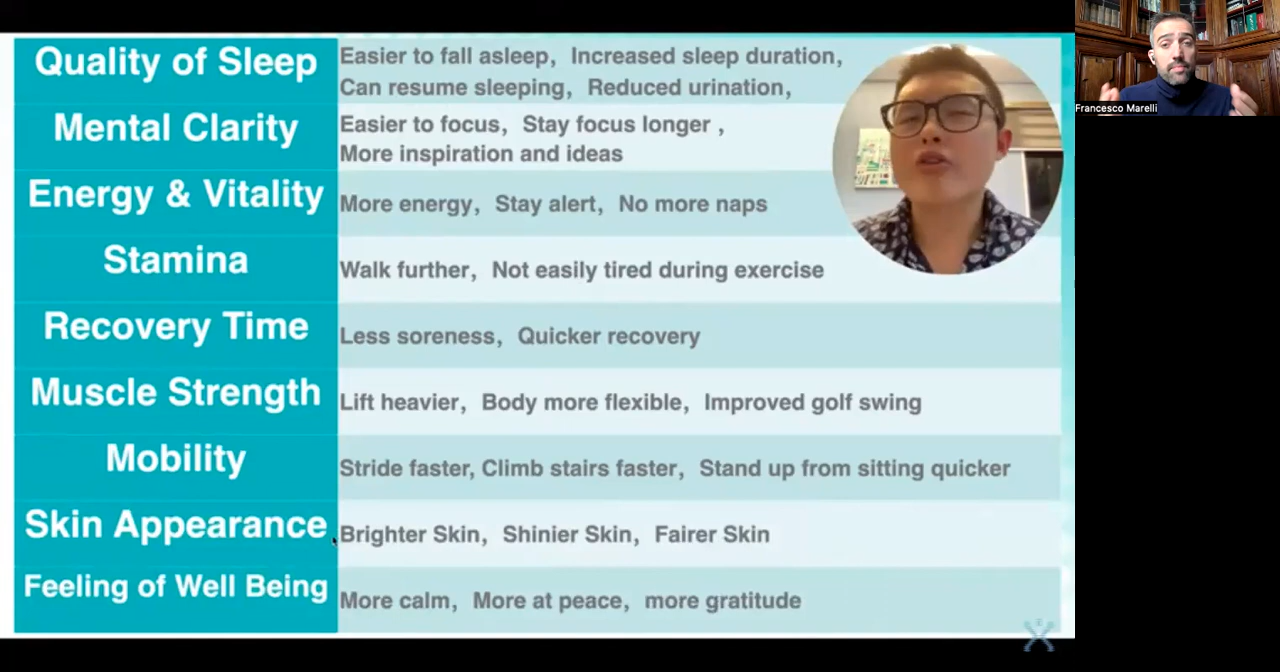 Quality of Sleep
Easier to fall asleep, Increased sleep duration,
Can resume sleeping, Reduced urination,
Mental Clarity
Easier to focus, Stay focus longer ,
More inspiration and ideas
Energy & Vitality
More energy, Stay alert, No more naps
Stamina
Walk further, Not easily tired during exercise
Recovery Time
Less soreness, Quicker recovery
Muscle Strength
Lift heavier, Body more flexible, Improved golf swing
Mobility
Stride faster, Climb stairs faster, Stand up from sitting quicker
Skin Appearance
Brighter Skin, Shinier Skin, Fairer Skin
Feeling of Well Being
More calm, More at peace, more gratitude
Francesco Marelli